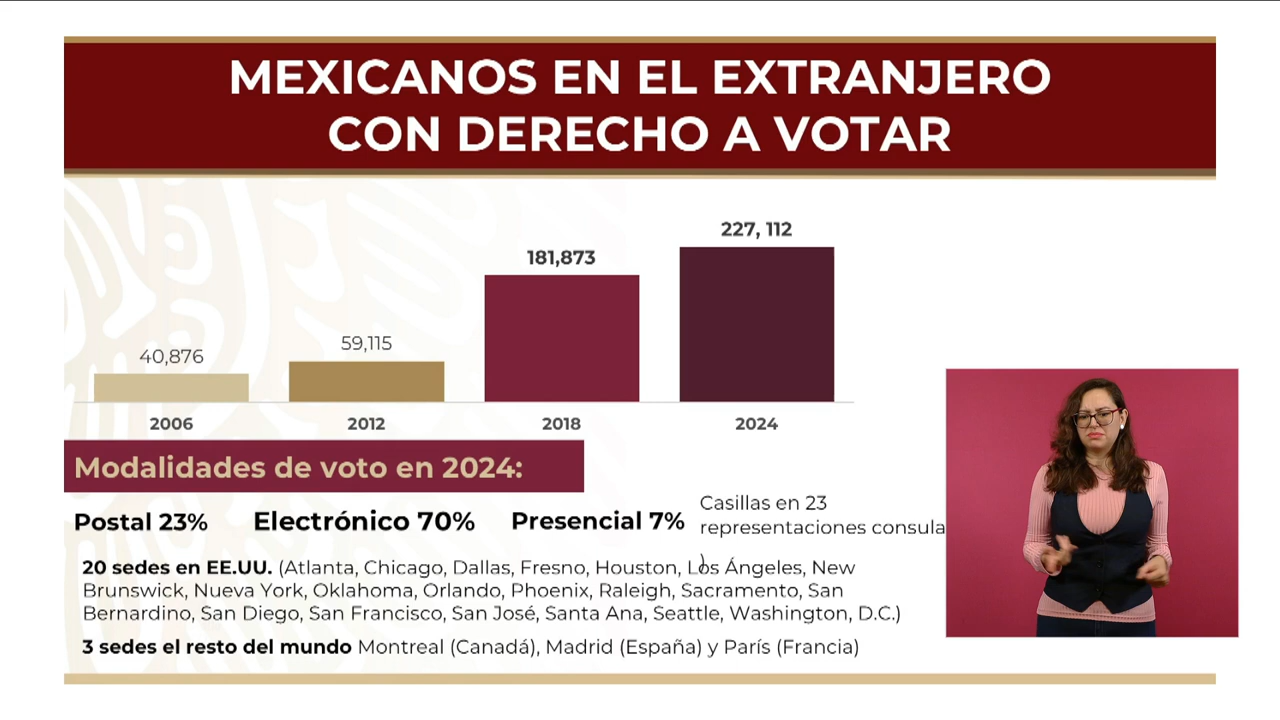 MEXICANOS EN EL EXTRANJERO
CON DERECHO A VOTAR
227, 112
181,873
59,115
40,876
2006 2012 2018 2024
Modalidades de voto en 2024:
Postal 23% Electrónico 70% Presencial 7%
Casillas en 23
representaciones consula
)
20 sedes en EE.UU. (Atlanta, Chicago, Dallas, Fresno, Houston, Los Ángeles, New
Brunswick, Nueva York, Oklahoma, Orlando, Phoenix, Raleigh, Sacramento, San
Bernardino, San Diego, San Francisco, San José, Santa Ana, Seattle, Washington, D.C.)
3 sedes el resto del mundo Montreal (Canadá), Madrid (España) y París (Francia)